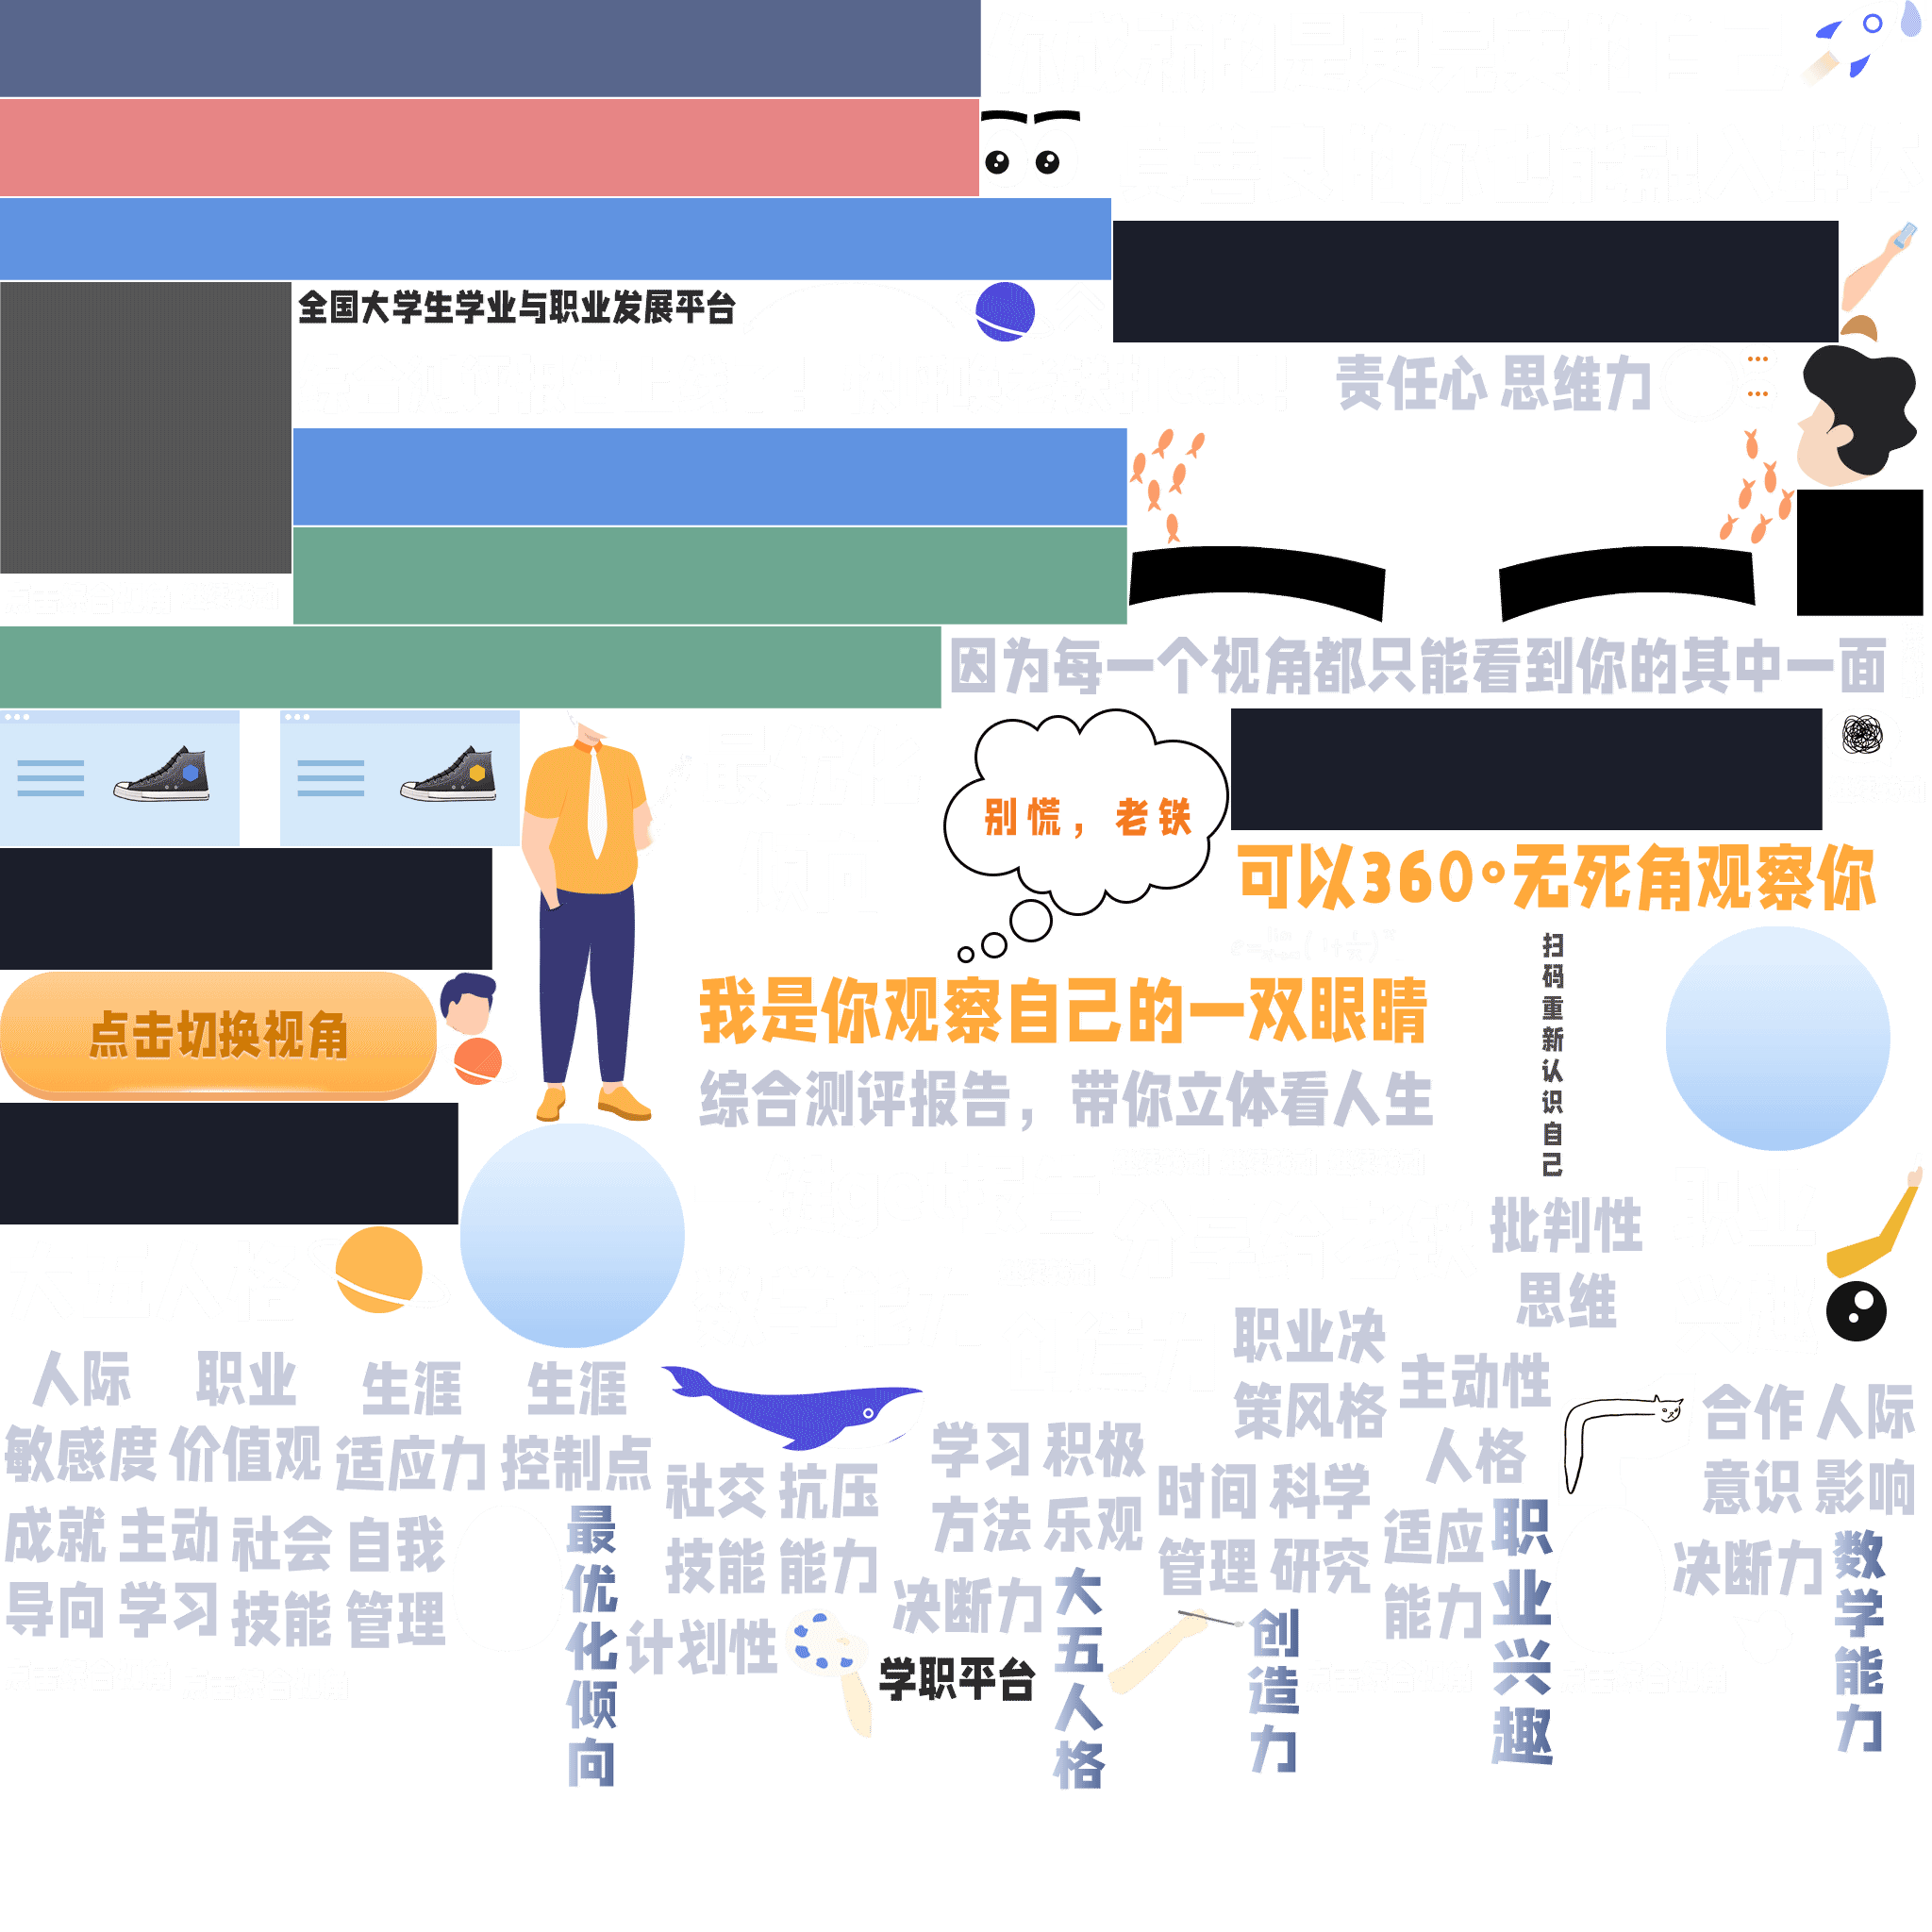 全国大学生学业与职业发展平台
责任心
思维力
因为每一个视角都只能看到你的其中一面
别慌，老铁
可以360°无死角观察你
扫码重新认识自己
我是你观察自己的一双眼睛
点击切换视角
综合测评报告，带你立体看人生
批判性
思维
人际
敏感度
职业
价值观
生涯
适应力
生涯
控制点
职业决
策风格
主动性
人格
合作
意识
人际
影响
学习
方法
积极
乐观
社交
技能
抗压
能力
时间
管理
科学
研究
成就
导向
主动
学习
社会
技能
自我
管理
最优化倾向
适应
能力
职业兴趣
决断力
数学能力
计划性
决断力
大五人格
创造力
学职平台